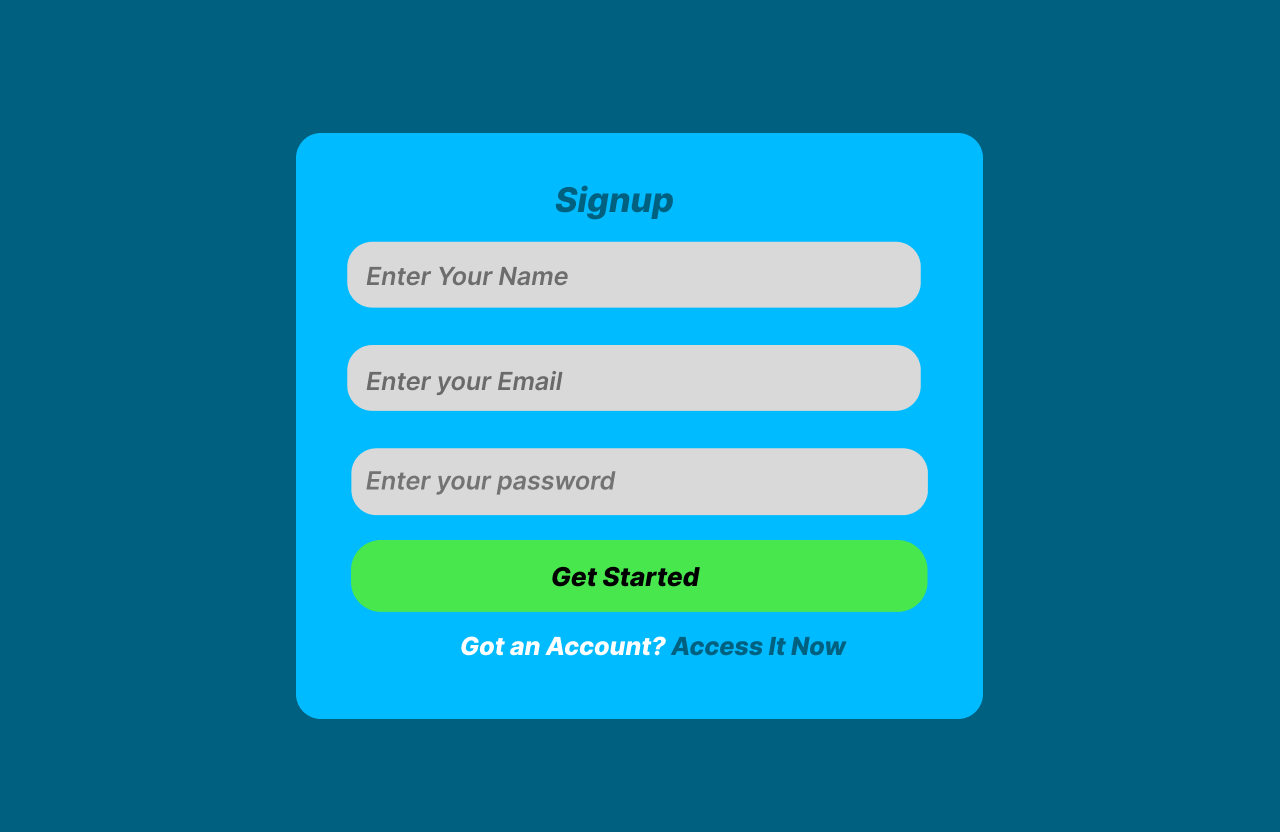 Signup
Enter Your Name
Enter your Email
Enter your password
Get Started
Got an Account? Access It Now